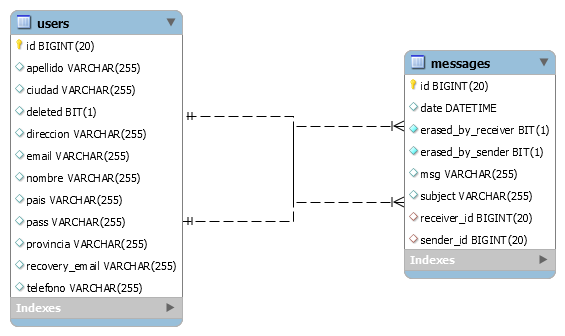 users
id BIGINT(20)
apellido VARCHAR(255)
ciudad VARCHAR(255)
deleted BIT(1)
direccion VARCHAR(255)
email VARCHAR(255)
nombre VARCHAR(255)
pais VARCHAR(255)
pass VARCHAR(255)
provincia VARCHAR(255)
recovery_email VARCHAR(255)
telefono VARCHAR(255)
Indexes
messages
id BIGINT(20)
date DATETIME
erased_by_receiver BIT(1)
erased_by_sender BIT(1)
msg VARCHAR(255)
subject VARCHAR(255)
receiver_id BIGINT(20)
sender_id BIGINT(20)
Indexes